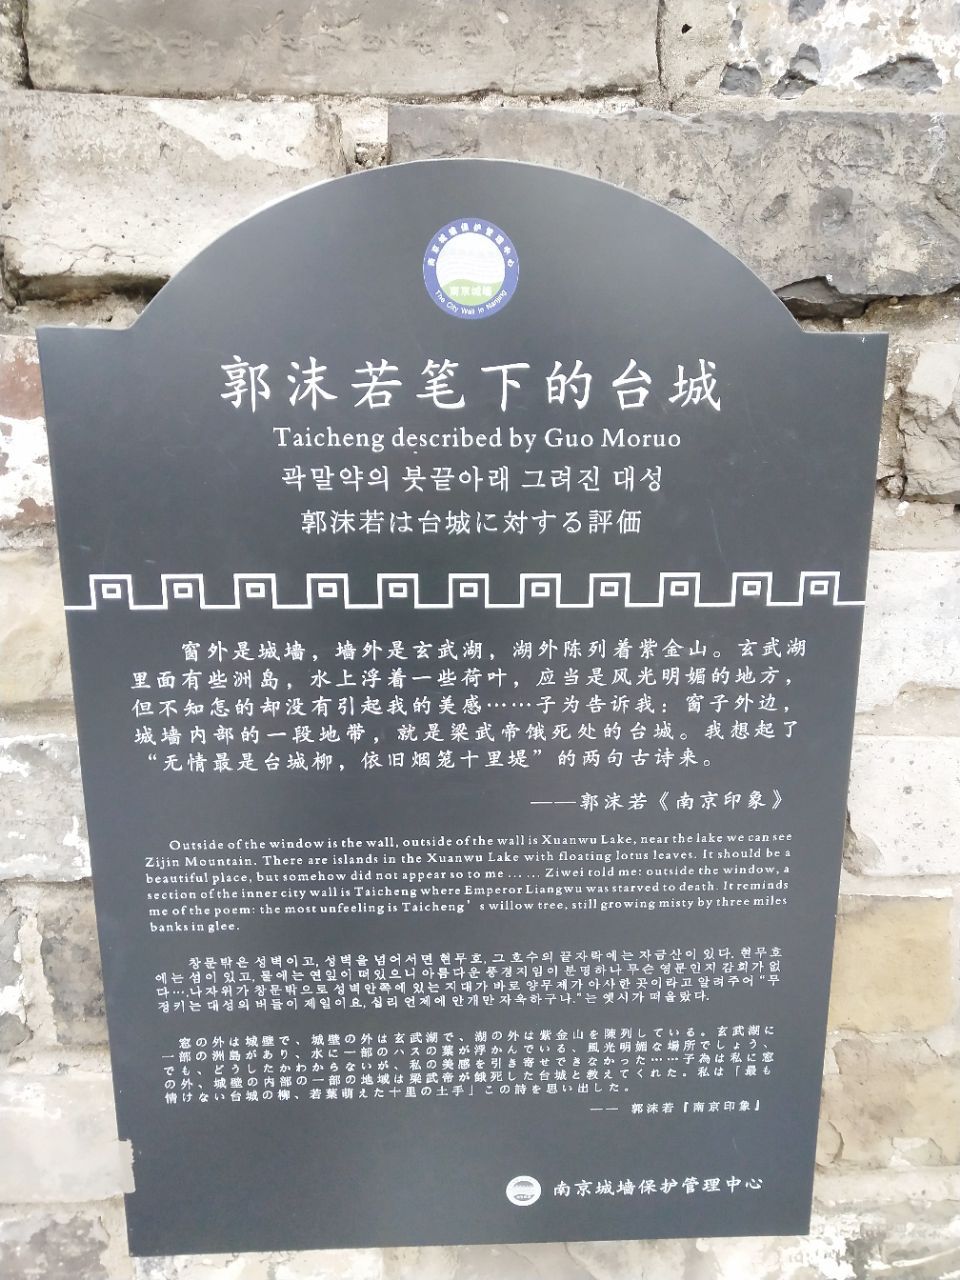 南京城墙保护管理中心
南京城墙
The City Wall in Nanjing
郭沫若笔下的台城
Taicheng described by Guo Moruo
곽말약의 붓끝아래 그려진 대성
郭沫若は台城に対する評価
窗外是城墙，墙外是玄武湖，湖外陈列着紫金山。玄武湖
里面有些洲岛，水上浮着一些荷叶，应当是风光明媚的地方，
但不知怎的却没有引起我的美感……子为告诉我：窗子外边，
城墙内部的一段地带，就是梁武帝饿死处的台城。我想起了
“无情最是台城柳，依旧烟笼十里堤”的两句古诗来。
——郭沫若《南京印象》
Outside of the window is the wall, outside of the wall is Xuanwu Lake, near the lake we can see
Zijin Mountain. There are islands in the Xuanwu Lake with floating lotus leaves. It should be a
beautiful place, but somehow did not appear so to me ... ... Ziwei told me: outside the window, a
section of the inner city wall is Taicheng where Emperor Liangwu was starved to death. It reminds
me of the poem: the most unfeeling is Taicheng’s willow tree, still growing misty by three miles
banks in glee.
창문밖은 성벽이고, 성벽을 넘어서면 현무호, 그 호수의 끝자락에는 자금산이 있다. 현무호
에는 섬이 있고, 물에는 연잎이 떠있으니 아름다운 풍경지임이 분명하나 무슨 영문인지 감회가 없
다…,나자위가 창문밖으로 성벽안쪽에 있는 지대가 바로 양무제가 아사한 곳이라고 알려주어 “무
정키는 대성의 버들이 제일이요, 십리 언제에 안개만 자욱하구나."는 옛시가 떠올랐다.
窓の外は城壁で、城壁の外は玄武湖で、湖の外は紫金山を陳列している。玄武湖に
一部の洲島があり、水に一部のハスの葉が浮かんでいる、風光明媚な場所でしょう、
でも、どうしたかわからないが、私の美感を引き寄せできなかった……子為は私に窓
の外、城壁の内部の一部の地域は梁武帝が餓死した台城と教えてくれた。私は「最も
情けない台城の柳、若葉萌えた十里の土手」この詩を思い出した。
—— 郭沫若『南京印象』
南京城墙保护管理中心